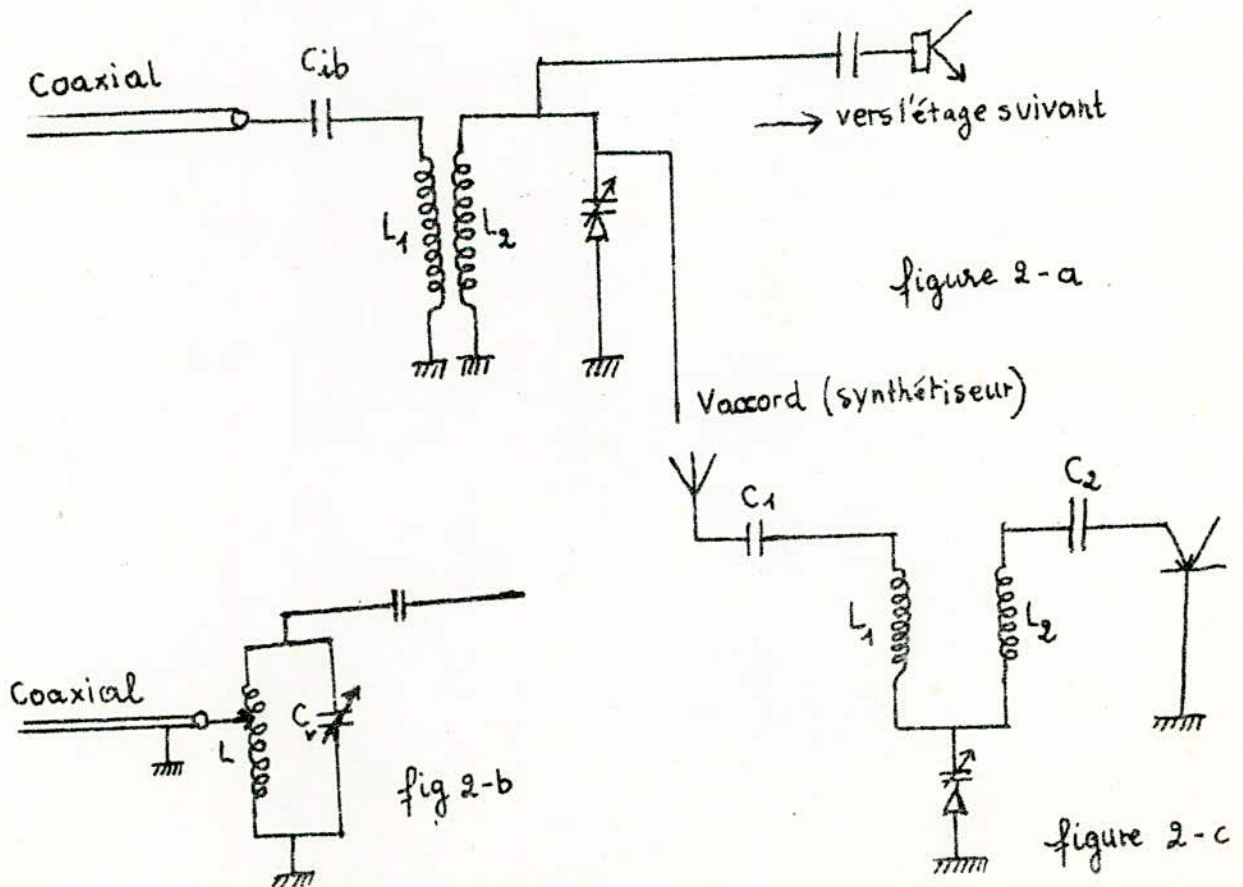 Coaxial
Cib
→ vers l'étage suivant
L1
L2
figure 2-a
Vaccord (synthétiseur)
C1
C2
L1
L2
Coaxial
L
Cv
fig 2-b
figure 2-c